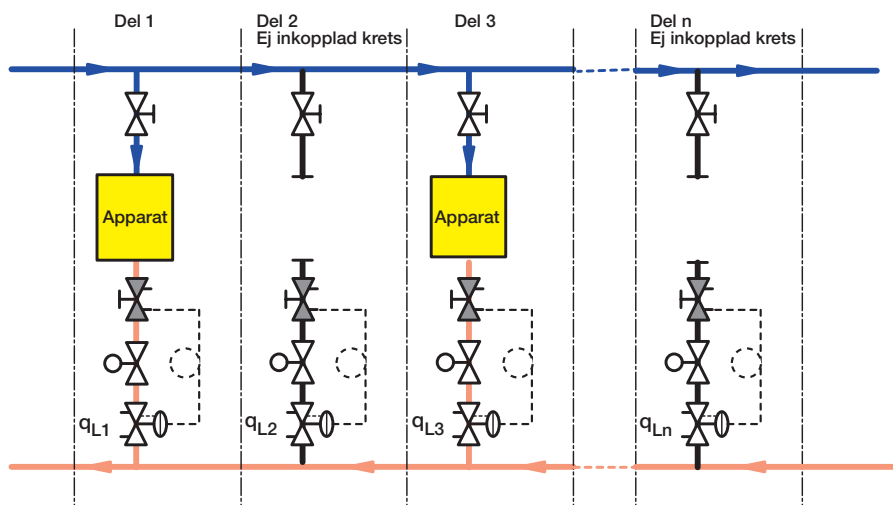 Del 1
Del 2
Ej inkopplad krets
Del 3
Del n
Ej inkopplad krets
Apparat
Apparat
qL1
qL2
qL3
qLn